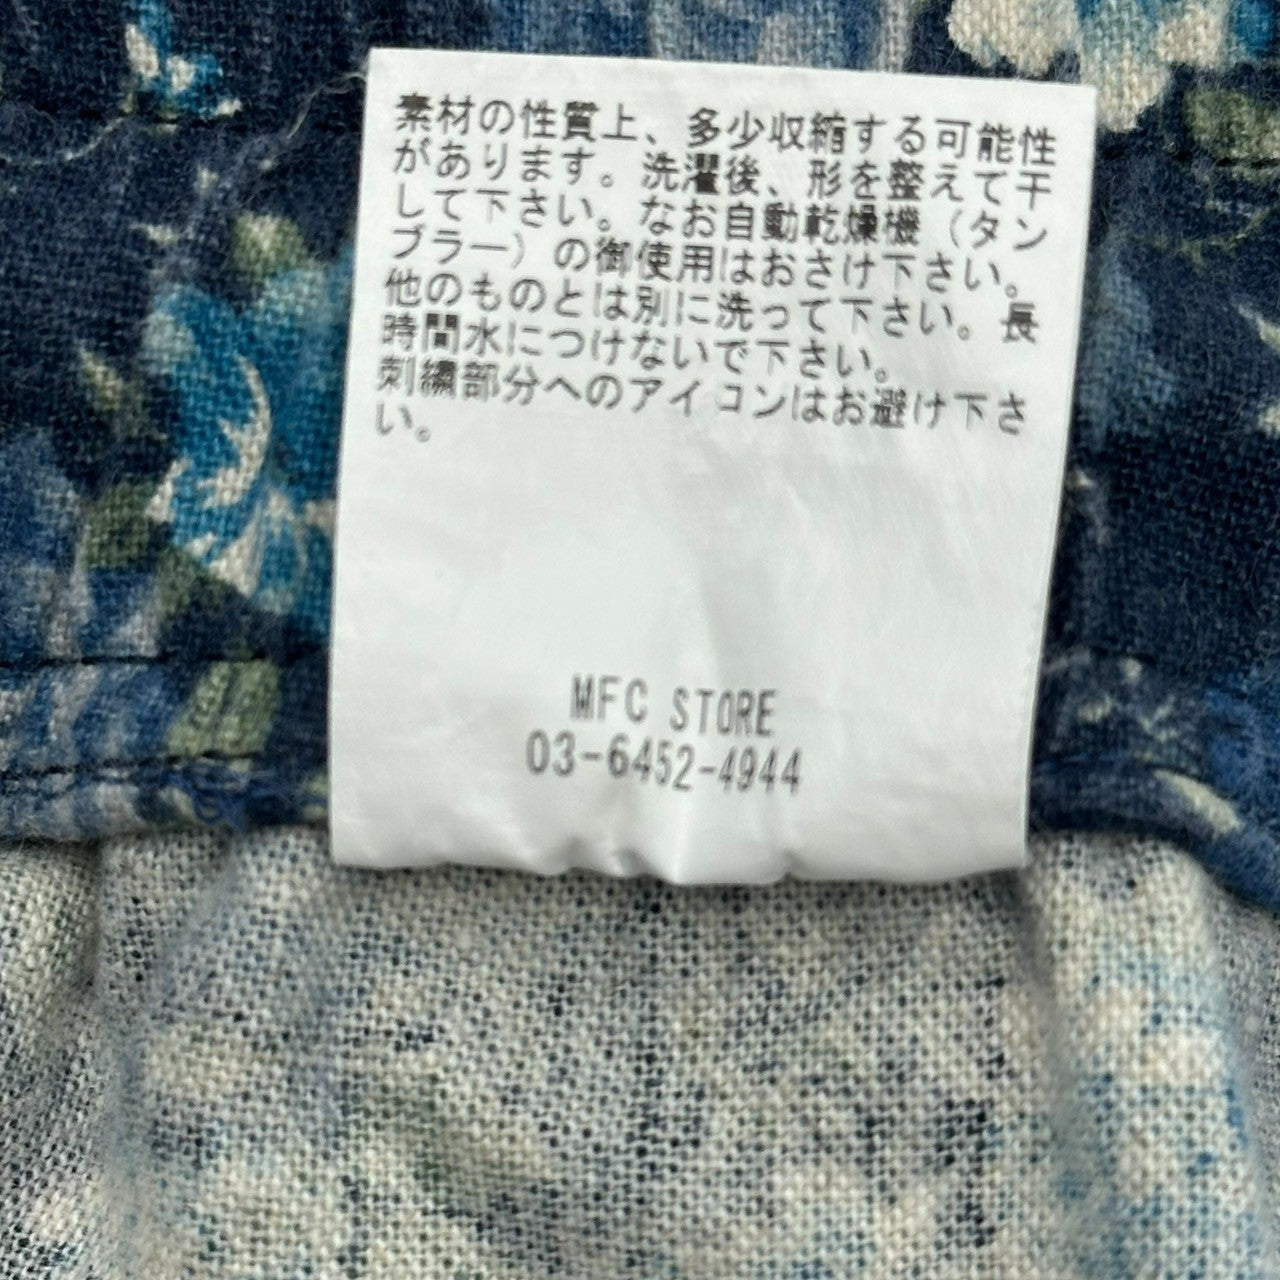 素材の性質上、多少収縮する可能性
があります。洗濯後、形を整えて干
して下さい。なお自動乾燥機（タン
ブラー）の御使用はおさけ下さい。
他のものとは別に洗って下さい。長
時間水につけないで下さい。
刺繍部分へのアイコンはお避け下さ
い。
MFC STORE
03-6452-4944